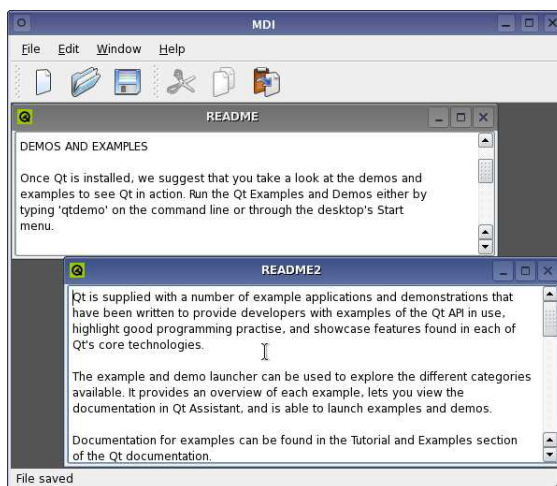 MDI
File Edit Window Help
README
DEMOS AND EXAMPLES
Once Qt is installed, we suggest that you take a look at the demos and
examples to see Qt in action. Run the Qt Examples and Demos either by
typing 'qtdemo' on the command line or through the desktop's Start
menu.
README2
Qt is supplied with a number of example applications and demonstrations that
have been written to provide developers with examples of the Qt API in use,
highlight good programming practise, and showcase features found in each of
Qt's core technologies.
The example and demo launcher can be used to explore the different categories
available. It provides an overview of each example, lets you view the
documentation in Qt Assistant, and is able to launch examples and demos.
Documentation for examples can be found in the Tutorial and Examples section
of the Qt documentation.
File saved